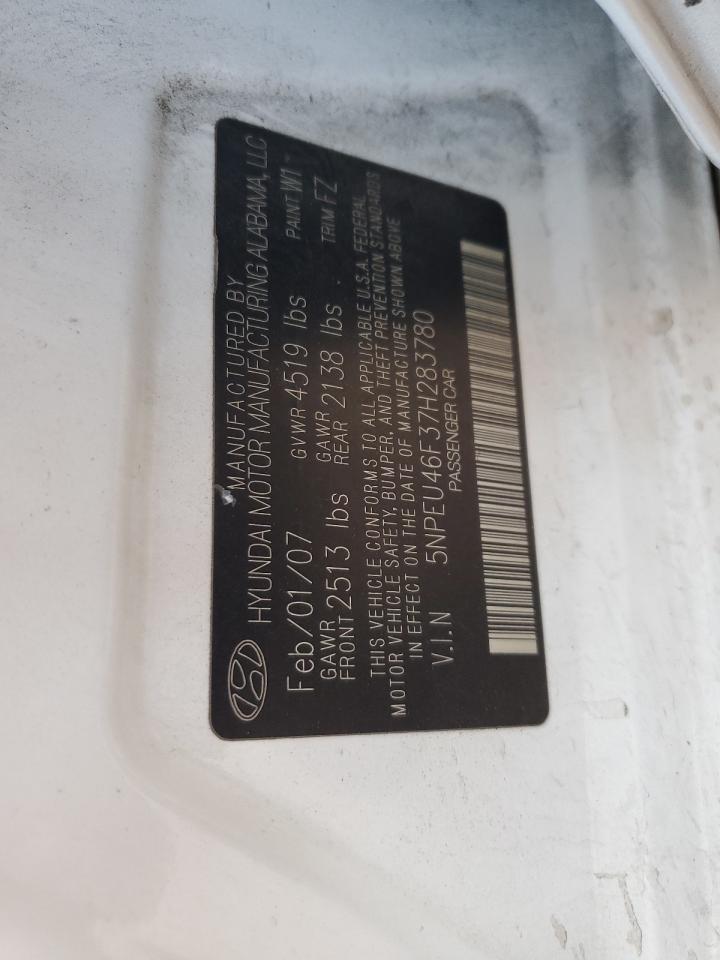 MANUFACTURED BY
HYUNDAI MOTOR MANUFACTURING ALABAMA, LLC
Feb/01/07 GVWR 4519 lbs PAINT W1
GAWR FRONT 2513 lbs GAWR REAR 2138 lbs TRIM FZ
THIS VEHICLE CONFORMS TO ALL APPLICABLE U.S.A. FEDERAL
MOTOR VEHICLE SAFETY, BUMPER, AND THEFT PREVENTION STANDARDS
IN EFFECT ON THE DATE OF MANUFACTURE SHOWN ABOVE
V.I.N 5NPEU46F37H283780
PASSENGER CAR